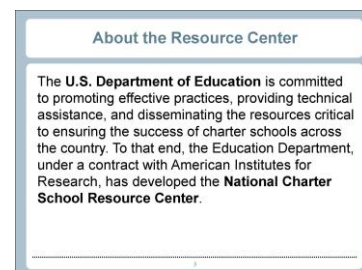 About the Resource Center
The U.S. Department of Education is committed
to promoting effective practices, providing technical
assistance, and disseminating the resources critical
to ensuring the success of charter schools across
the country. To that end, the Education Department,
under a contract with American Institutes for
Research, has developed the National Charter
School Resource Center.